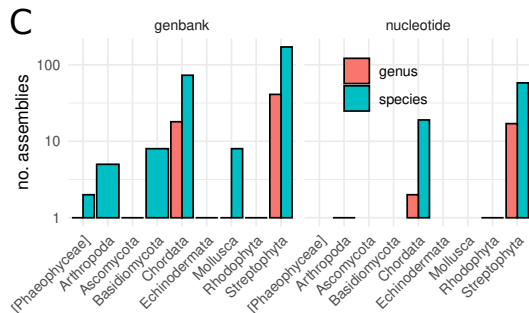 C
genbank
nucleotide
no. assemblies
100
10
1
genus
species
[Phaeophyceae]
Arthropoda
Ascomycota
Basidiomycota
Chordata
Echinodermata
Mollusca
Rhodophyta
Streptophyta
[Phaeophyceae]
Arthropoda
Ascomycota
Basidiomycota
Chordata
Echinodermata
Mollusca
Rhodophyta
Streptophyta